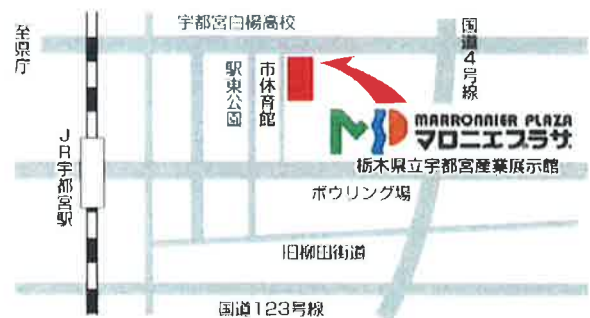 宇都宮白楊高校
至県庁
国道4号線
駅東公園
市体育館
MARRONNIER PLAZA
マロニエプラザ
栃木県立宇都宮産業展示館
JR宇都宮駅
ボウリング場
旧柳田街道
国道123号線